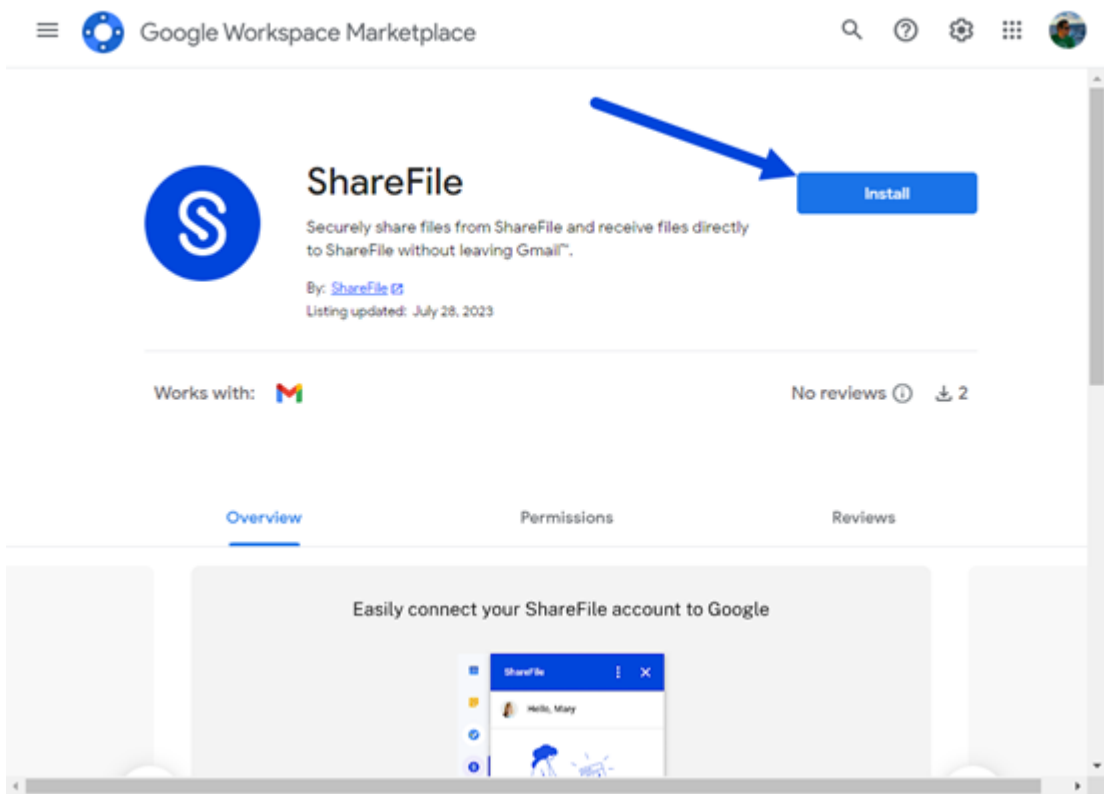 Google Workspace Marketplace
ShareFile
Install
Securely share files from ShareFile and receive files directly
to ShareFile without leaving Gmail™.
By: ShareFile
Listing updated: July 28, 2023
Works with:
No reviews 2
Overview Permissions Reviews
Easily connect your ShareFile account to Google
ShareFile
Hello, Mary